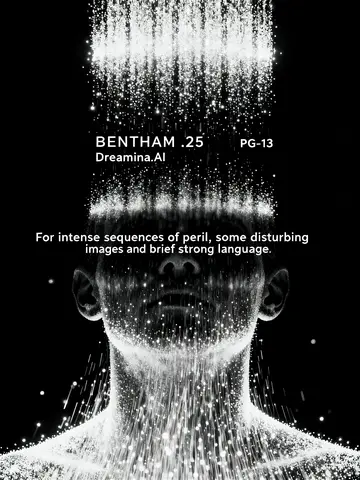 BENTHAM .25 PG-13
Dreamina.AI
For intense sequences of peril, some disturbing
images and brief strong language.